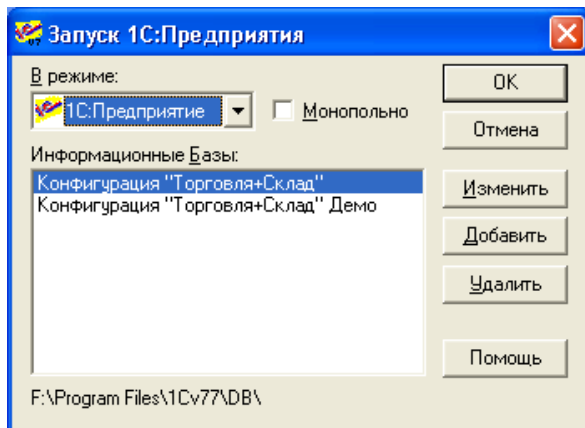 Запуск 1С:Предприятия
В режиме:
1С:Предприятие
Монопольно
Информационные Базы:
Конфигурация "Торговля+Склад"
Конфигурация "Торговля+Склад" Демо
F:\Program Files\1Cv77\DB\
OK
Отмена
Изменить
Добавить
Удалить
Помощь